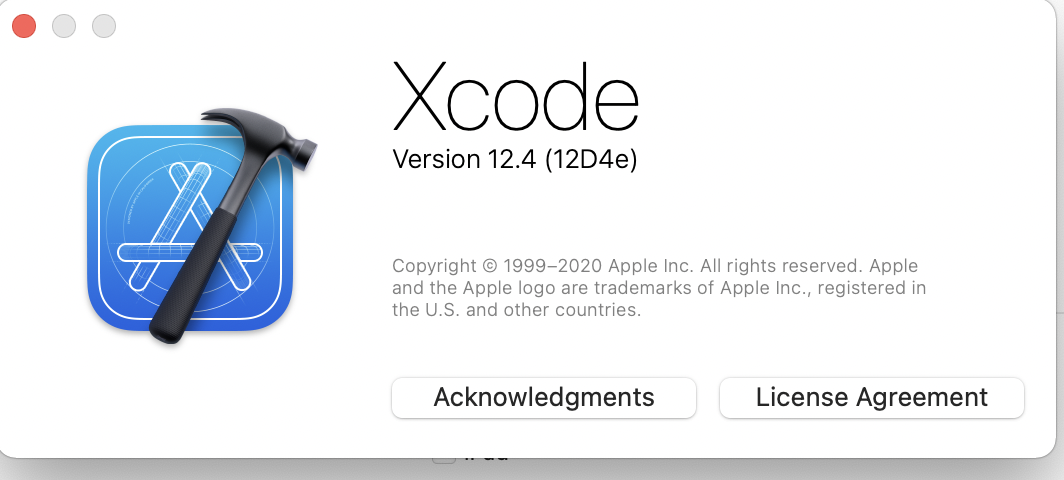 Xcode
Version 12.4 (12D4e)
Copyright © 1999–2020 Apple Inc. All rights reserved. Apple
and the Apple logo are trademarks of Apple Inc., registered in
the U.S. and other countries.
Acknowledgments
License Agreement